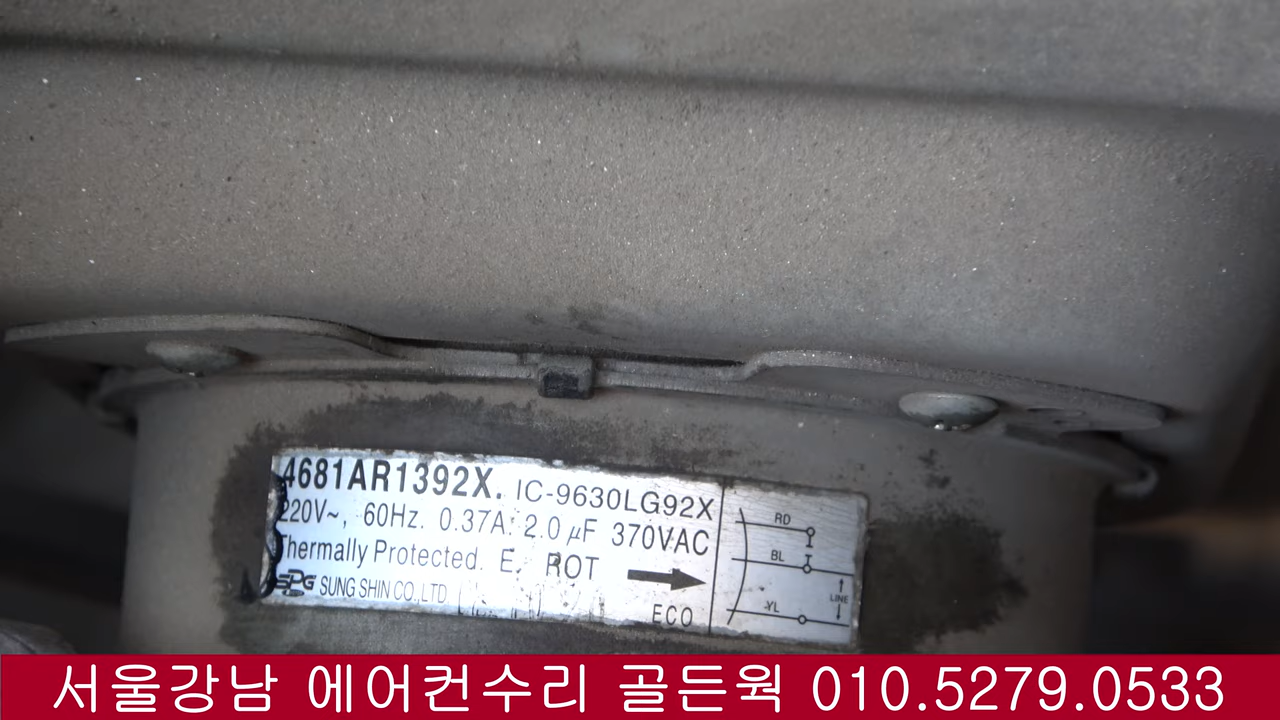 4681AR1392X. IC-9630LG92X
220V~, 60Hz. 0.37A. 2.0 µF 370VAC
Thermally Protected. E. ROT
SPG SUNG SHIN CO.,LTD.
ECO
RD
BL
LINE
YL
서울강남 에어컨수리 골든웍 010.5279.0533